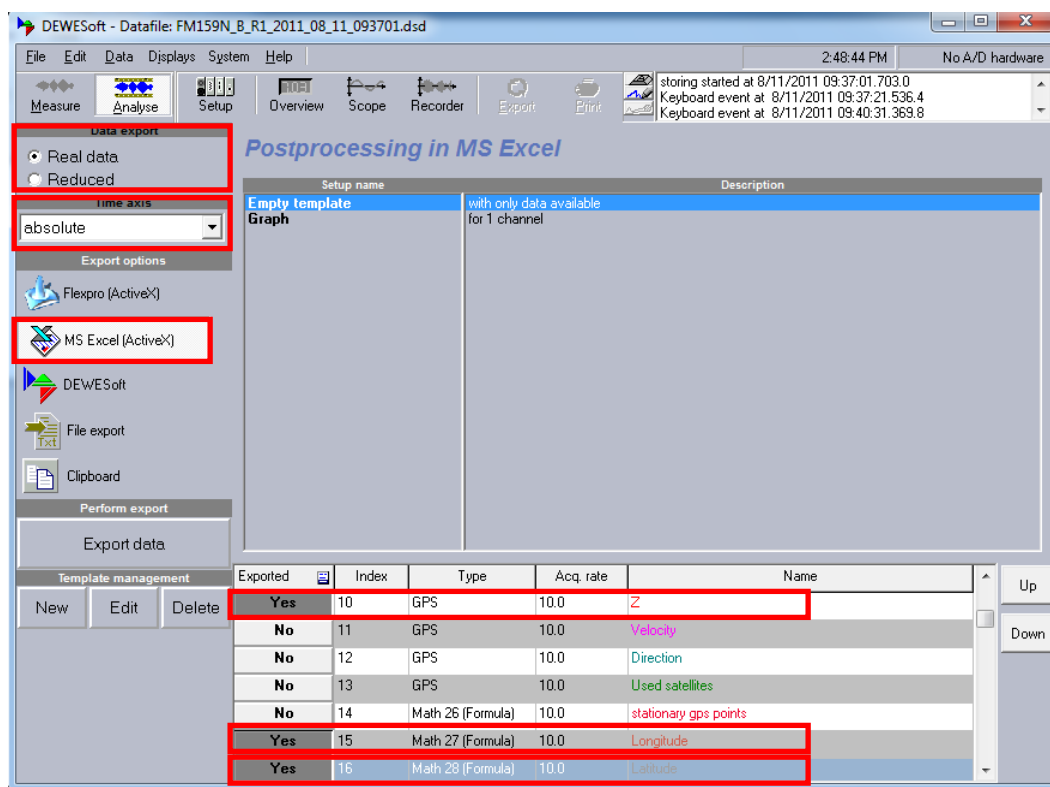 DEWESoft - Datafile: FM159N_B_R1_2011_08_11_093701.dsd
File Edit Data Displays System Help
2:48:44 PM
No A/D hardware
Measure Analyse Setup Overview Scope Recorder Export Print
storing started at 8/11/2011 09:37:01.703.0
Keyboard event at 8/11/2011 09:37:21.536.4
Keyboard event at 8/11/2011 09:40:31.369.8
Data export
Real data
Reduced
Time axis
absolute
Export options
Flexpro (ActiveX)
MS Excel (ActiveX)
DEWESoft
Txt
File export
Clipboard
Perform export
Export data
Template management
New Edit Delete
Postprocessing in MS Excel
Setup name Description
Empty template with only data available
Graph for 1 channel
Exported Index Type Acq. rate Name
Yes 10 GPS 10.0 Z
No 11 GPS 10.0 Velocity
No 12 GPS 10.0 Direction
No 13 GPS 10.0 Used satellites
No 14 Math 26 (Formula) 10.0 stationary gps points
Yes 15 Math 27 (Formula) 10.0 Longitude
Yes 16 Math 28 (Formula) 10.0 Latitude
Up
Down